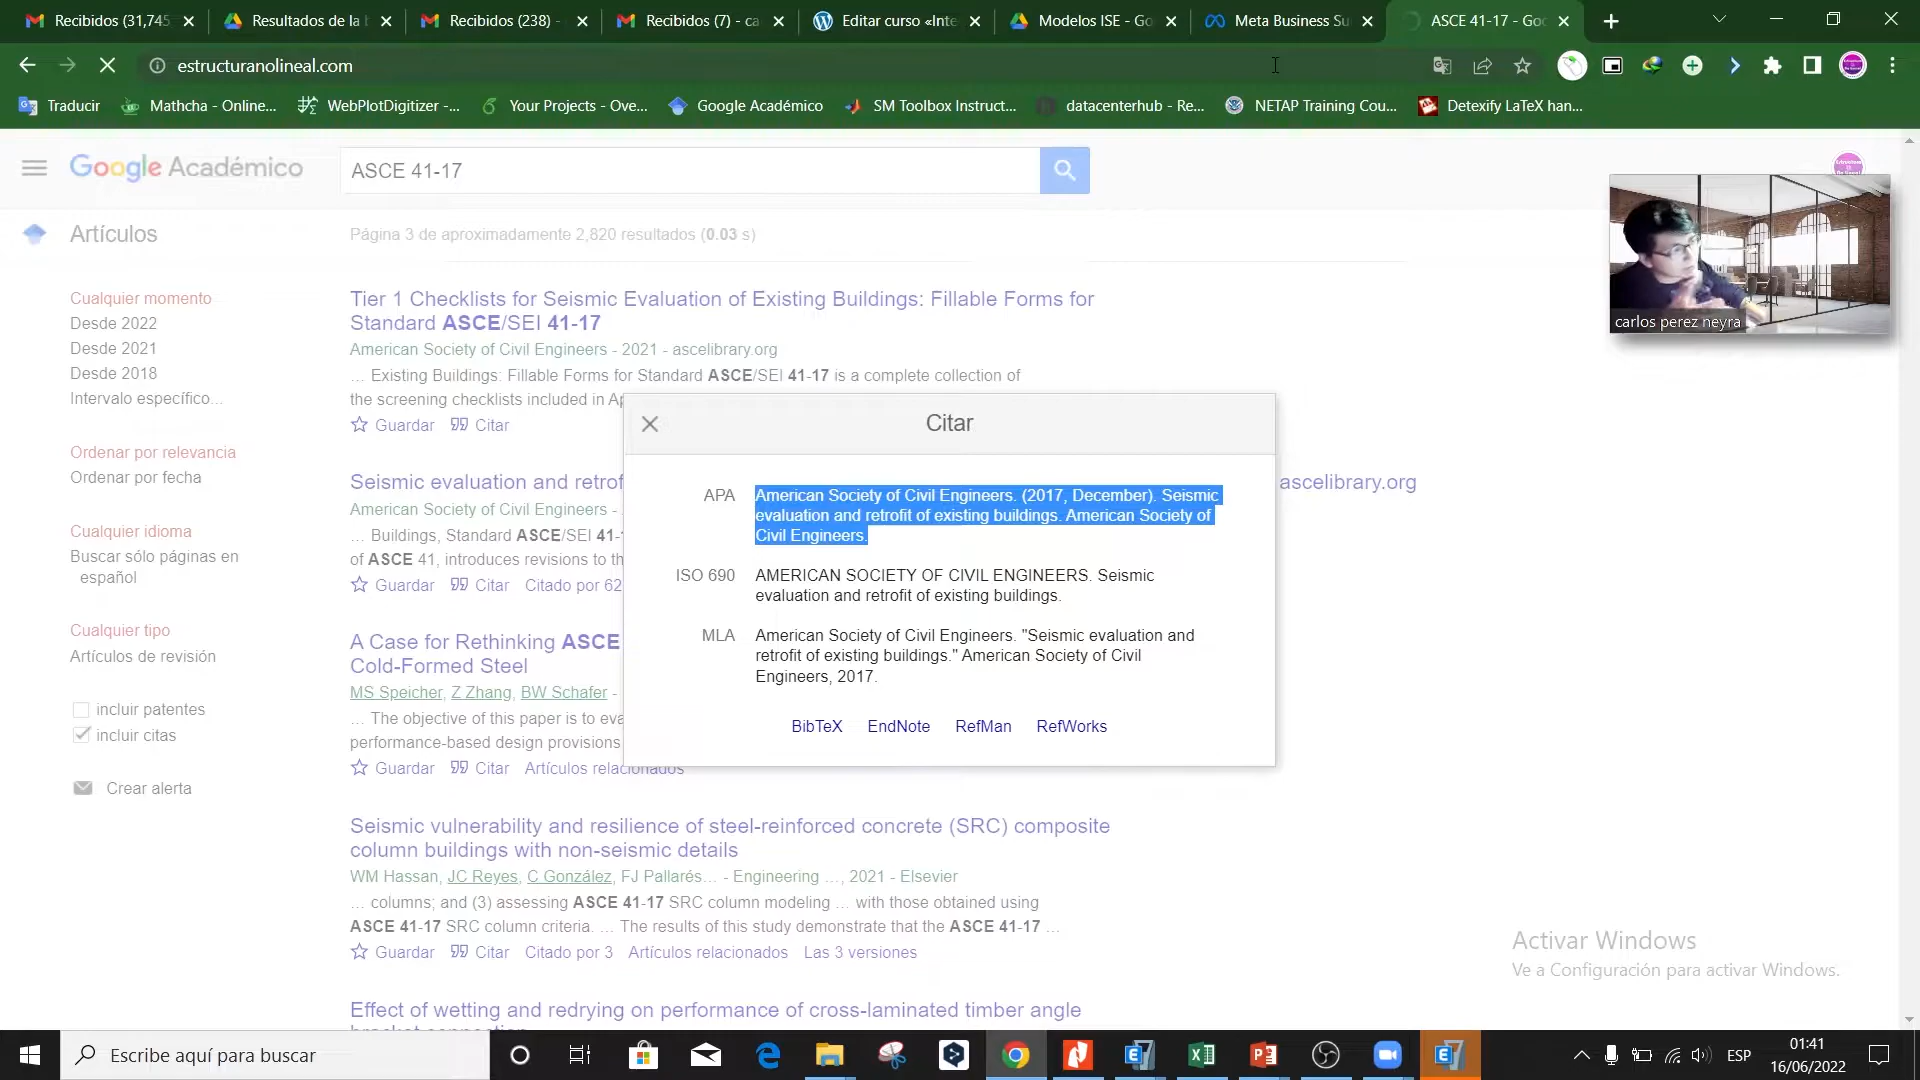 Recibidos (31,745
Resultados de la b
Recibidos (238) -
Recibidos (7) - ca
Editar curso «Inte
Modelos ISE - Go
Meta Business Su
ASCE 41-17 - Goo
estructuranolineal.com
Traducir
Mathcha - Online...
WebPlotDigitizer -...
Your Projects - Ove...
Google Académico
SM Toolbox Instruct...
datacenterhub - Re...
NETAP Training Cou...
Detexify LaTeX han...
Google Académico
ASCE 41-17
Artículos
Página 3 de aproximadamente 2,820 resultados (0.03 s)
Cualquier momento
Desde 2022
Desde 2021
Desde 2018
Intervalo específico...
Ordenar por relevancia
Ordenar por fecha
Cualquier idioma
Buscar sólo páginas en
español
Cualquier tipo
Artículos de revisión
incluir patentes
incluir citas
Crear alerta
Tier 1 Checklists for Seismic Evaluation of Existing Buildings: Fillable Forms for
Standard ASCE/SEI 41-17
American Society of Civil Engineers - 2021 - ascelibrary.org
... Existing Buildings: Fillable Forms for Standard ASCE/SEI 41-17 is a complete collection of
the screening checklists included in Ap
Guardar Citar
Seismic evaluation and retrof
ascelibrary.org
American Society of Civil Engineers -
... Buildings, Standard ASCE/SEI 41-
of ASCE 41, introduces revisions to th
Guardar Citar Citado por 62
A Case for Rethinking ASCE
Cold-Formed Steel
MS Speicher, Z Zhang, BW Schafer -
... The objective of this paper is to eva
performance-based design provisions
Guardar Citar Artículos relacionados
Seismic vulnerability and resilience of steel-reinforced concrete (SRC) composite
column buildings with non-seismic details
WM Hassan, JC Reyes, C González, FJ Pallarés... - Engineering ..., 2021 - Elsevier
... columns; and (3) assessing ASCE 41-17 SRC column modeling ... with those obtained using
ASCE 41-17 SRC column criteria. ... The results of this study demonstrate that the ASCE 41-17 ...
Guardar Citar Citado por 3 Artículos relacionados Las 3 versiones
Effect of wetting and redrying on performance of cross-laminated timber angle
Citar
APA American Society of Civil Engineers. (2017, December). Seismic
evaluation and retrofit of existing buildings. American Society of
Civil Engineers.
ISO 690 AMERICAN SOCIETY OF CIVIL ENGINEERS. Seismic
evaluation and retrofit of existing buildings.
MLA American Society of Civil Engineers. "Seismic evaluation and
retrofit of existing buildings." American Society of Civil
Engineers, 2017.
BibTeX EndNote RefMan RefWorks
carlos perez neyra
Activar Windows
Ve a Configuración para activar Windows.
Escribe aquí para buscar
ESP
01:41
16/06/2022